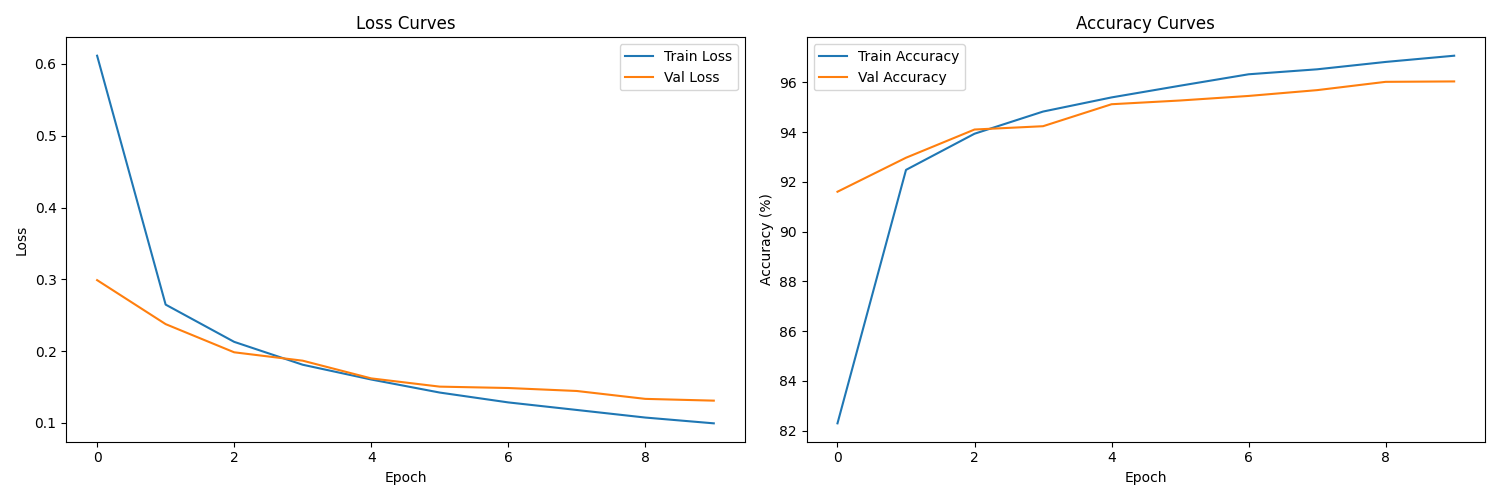 Loss Curves
Train Loss
Val Loss
0.6
0.5
0.4
0.3
0.2
0.1
Loss
0 2 4 6 8
Epoch
Accuracy Curves
Train Accuracy
Val Accuracy
96
94
92
90
88
86
84
82
Accuracy (%)
0 2 4 6 8
Epoch